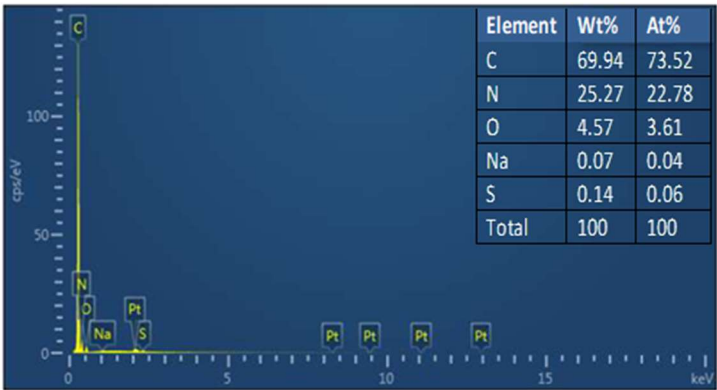 Element Wt% At%
C 69.94 73.52
N 25.27 22.78
O 4.57 3.61
Na 0.07 0.04
S 0.14 0.06
Total 100 100
cps/eV
100
50
0
C
N
O
Na
Pt
S
Pt
Pt
Pt
Pt
0 5 10 15 keV